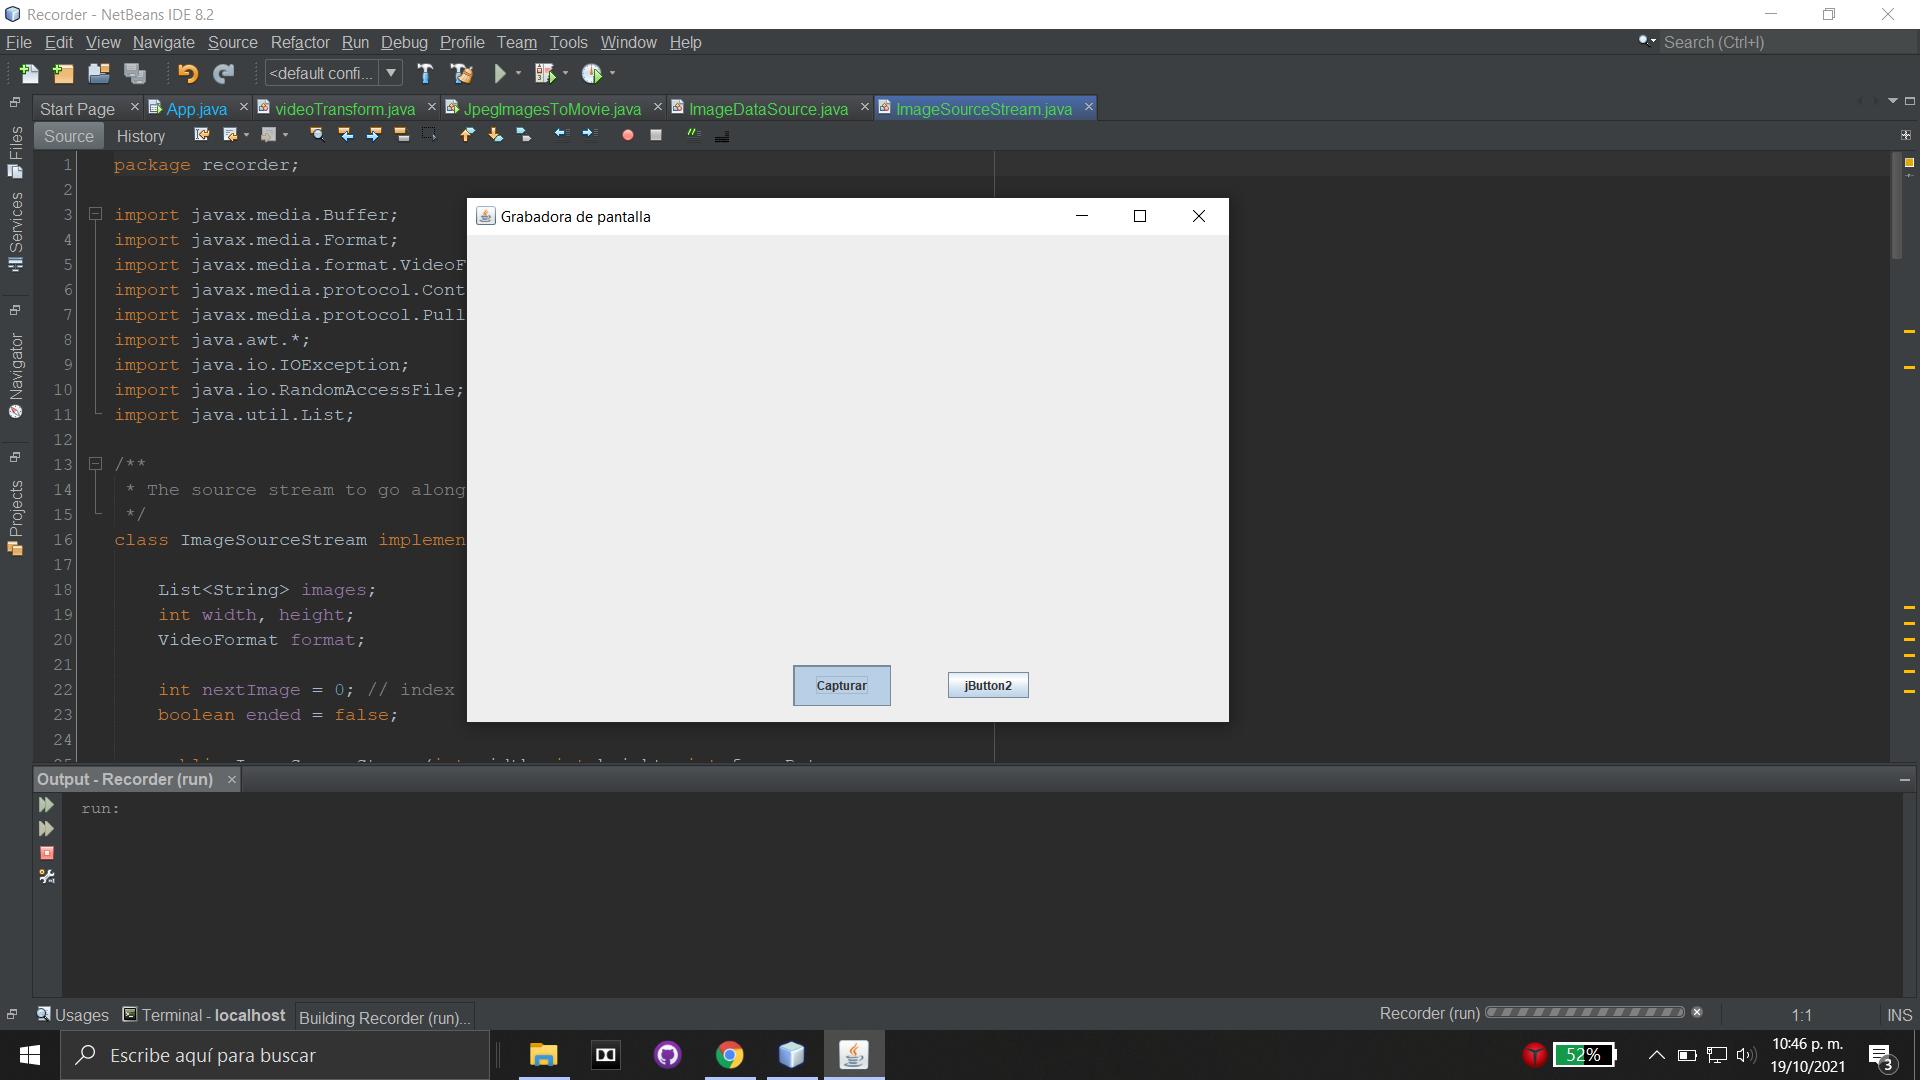 Recorder - NetBeans IDE 8.2
File Edit View Navigate Source Refactor Run Debug Profile Team Tools Window Help
Search (Ctrl+I)
<default confi...
Start Page App.java videoTransform.java JpegImagesToMovie.java ImageDataSource.java ImageSourceStream.java
Source History
Files
Services
Navigator
Projects
1 package recorder;
2
3 import javax.media.Buffer;
4 import javax.media.Format;
5 import javax.media.format.VideoF
6 import javax.media.protocol.Cont
7 import javax.media.protocol.Pull
8 import java.awt.*;
9 import java.io.IOException;
10 import java.io.RandomAccessFile;
11 import java.util.List;
12
13 /**
14 * The source stream to go along
15 */
16 class ImageSourceStream implemen
17
18 List<String> images;
19 int width, height;
20 VideoFormat format;
21
22 int nextImage = 0; // index
23 boolean ended = false;
24
Grabadora de pantalla
Capturar
jButton2
Output - Recorder (run)
run:
Usages Terminal - localhost Building Recorder (run)...
Recorder (run)
1:1 INS
Escribe aquí para buscar
52%
10:46 p. m.
19/10/2021
3